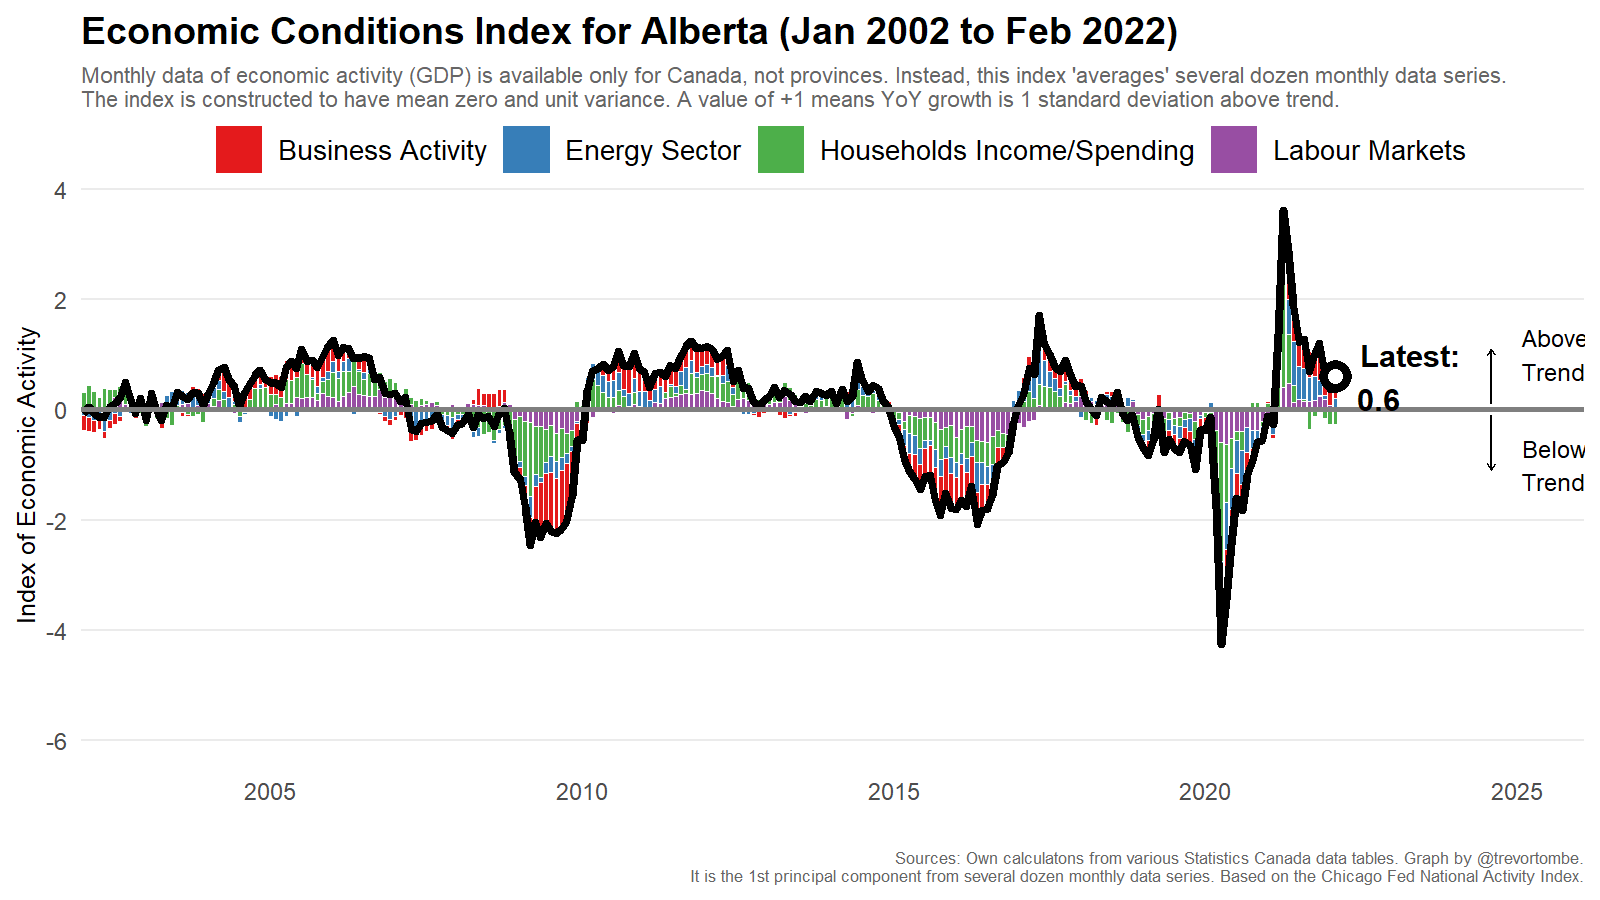 Economic Conditions Index for Alberta (Jan 2002 to Feb 2022)
Monthly data of economic activity (GDP) is available only for Canada, not provinces. Instead, this index 'averages' several dozen monthly data series.
The index is constructed to have mean zero and unit variance. A value of +1 means YoY growth is 1 standard deviation above trend.
Business Activity
Energy Sector
Households Income/Spending
Labour Markets
Index of Economic Activity
4
2
0
-2
-4
-6
Latest:
0.6
Above
Trend
Below
Trend
2005
2010
2015
2020
2025
Sources: Own calculatons from various Statistics Canada data tables. Graph by @trevortombe.
It is the 1st principal component from several dozen monthly data series. Based on the Chicago Fed National Activity Index.